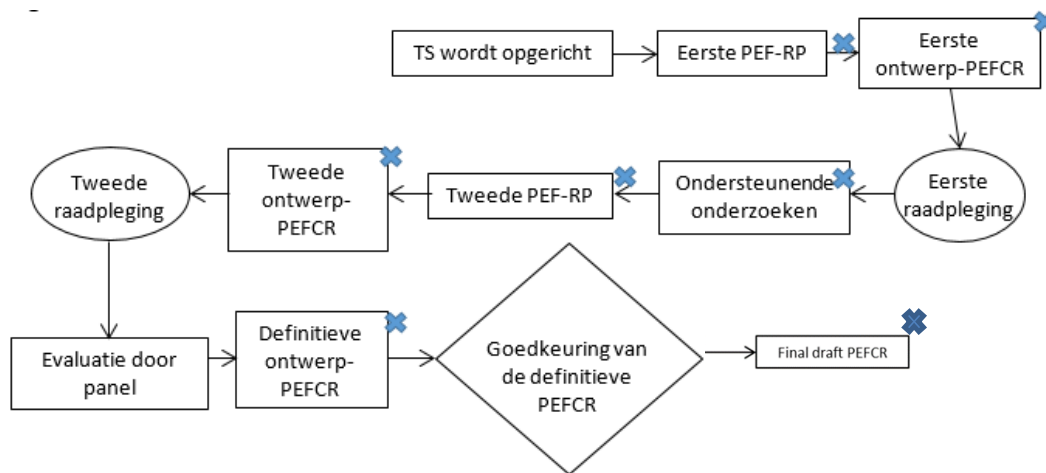 TS wordt opgericht
Eerste PEF-RP
Eerste
ontwerp-PEFCR
Eerste
raadpleging
Ondersteunende
onderzoeken
Tweede PEF-RP
Tweede
ontwerp-
PEFCR
Tweede
raadpleging
Evaluatie door
panel
Definitieve
ontwerp-
PEFCR
Goedkeuring van
de definitieve
PEFCR
Final draft PEFCR